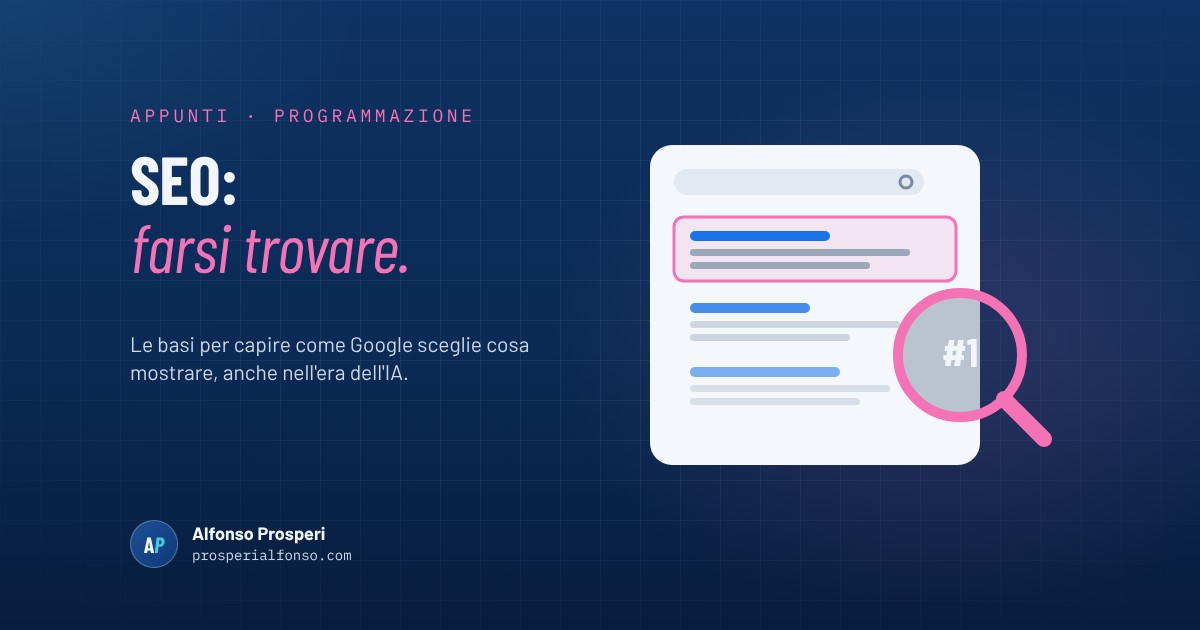 APPUNTI · PROGRAMMAZIONE
SEO:
farsi trovare.
Le basi per capire come Google sceglie cosa
mostrare, anche nell'era dell'IA.
#1
AP
Alfonso Prosperi
prosperialfonso.com